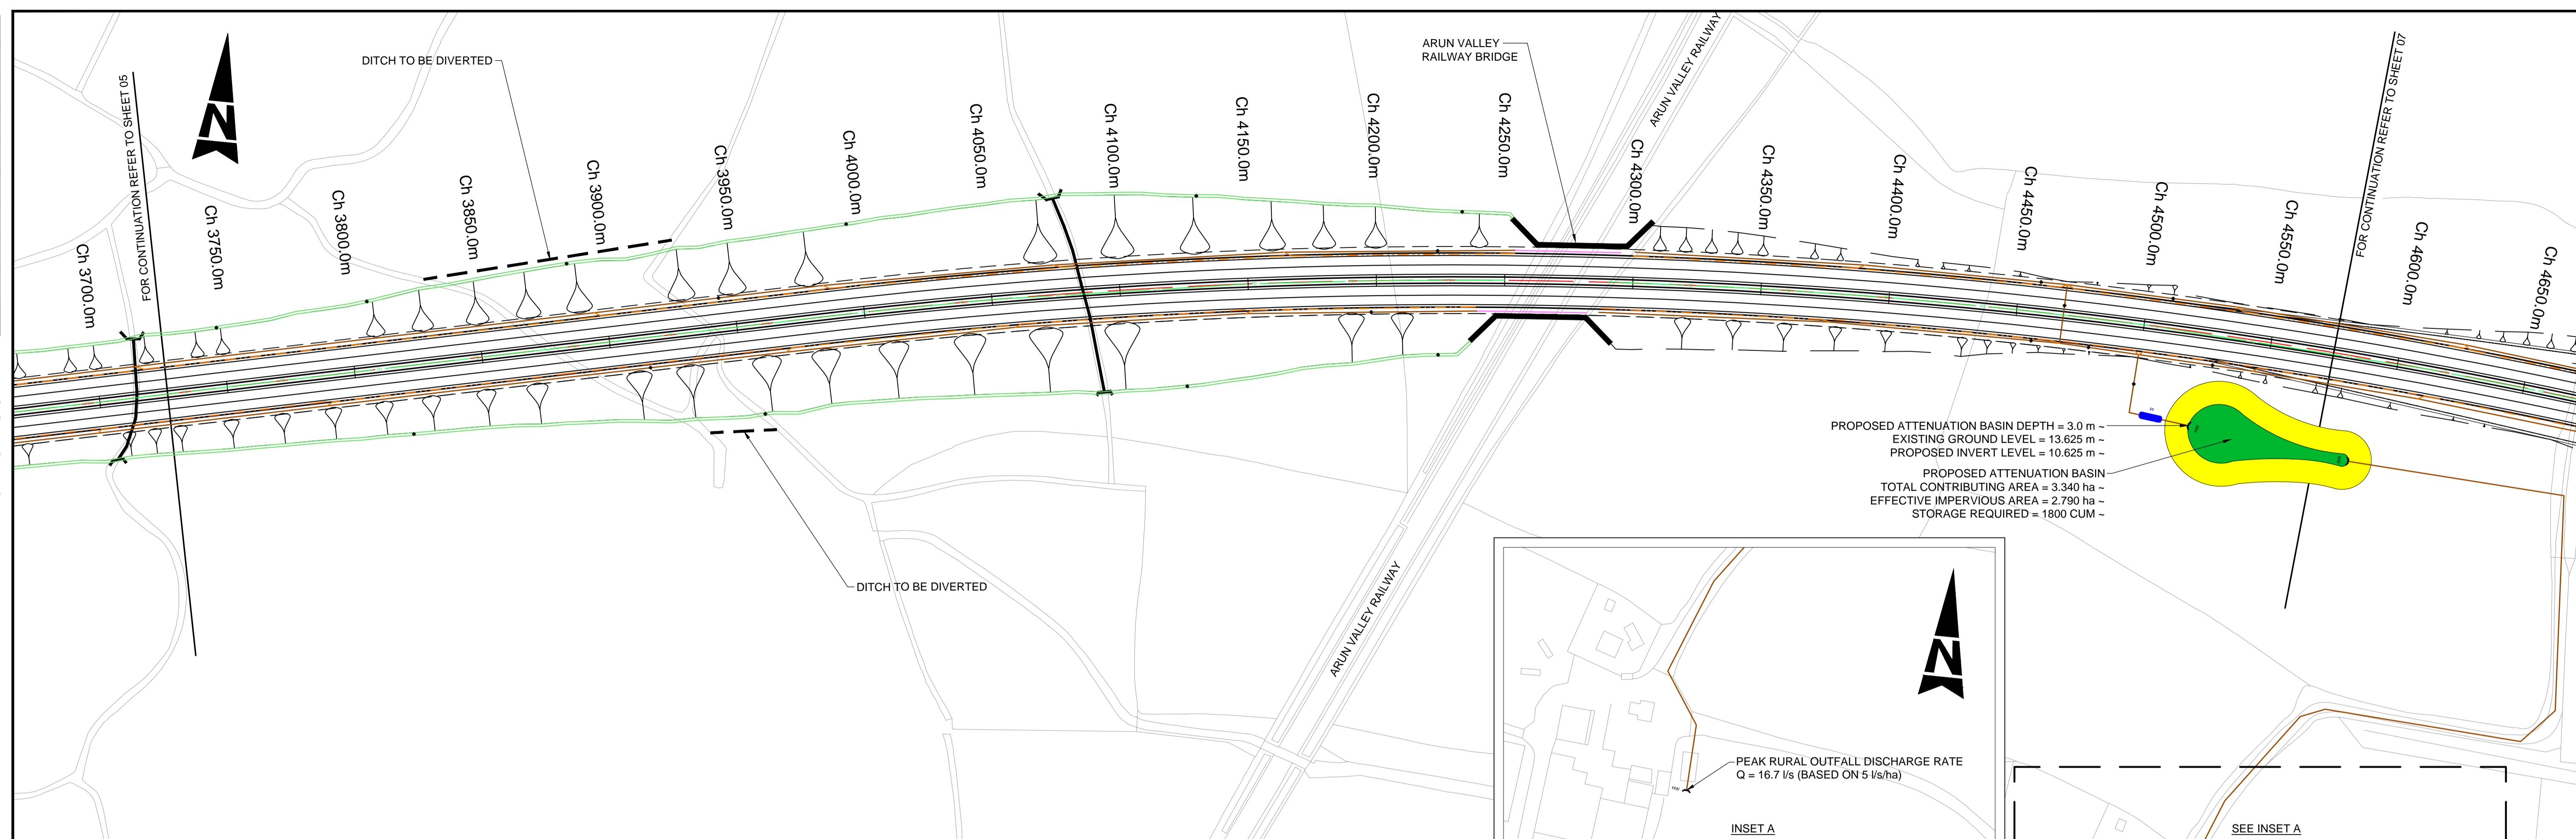 DITCH TO BE DIVERTED
ARUN VALLEY
RAILWAY BRIDGE
ARUN VALLEY RAILWAY
FOR CONTINUATION REFER TO SHEET 05
FOR CONTINUATION REFER TO SHEET 07
N
Ch 3700.0m
Ch 3750.0m
Ch 3800.0m
Ch 3850.0m
Ch 3900.0m
Ch 3950.0m
Ch 4000.0m
Ch 4050.0m
Ch 4100.0m
Ch 4150.0m
Ch 4200.0m
Ch 4250.0m
Ch 4300.0m
Ch 4350.0m
Ch 4400.0m
Ch 4450.0m
Ch 4500.0m
Ch 4550.0m
Ch 4600.0m
Ch 4650.0m
PROPOSED ATTENUATION BASIN DEPTH = 3.0 m ~
EXISTING GROUND LEVEL = 13.625 m ~
PROPOSED INVERT LEVEL = 10.625 m ~
PROPOSED ATTENUATION BASIN
TOTAL CONTRIBUTING AREA = 3.340 ha ~
EFFECTIVE IMPERVIOUS AREA = 2.790 ha ~
STORAGE REQUIRED = 1800 CUM ~
DITCH TO BE DIVERTED
ARUN VALLEY RAILWAY
N
PEAK RURAL OUTFALL DISCHARGE RATE
Q = 16.7 l/s (BASED ON 5 l/s/ha)
HW
INSET A
SEE INSET A